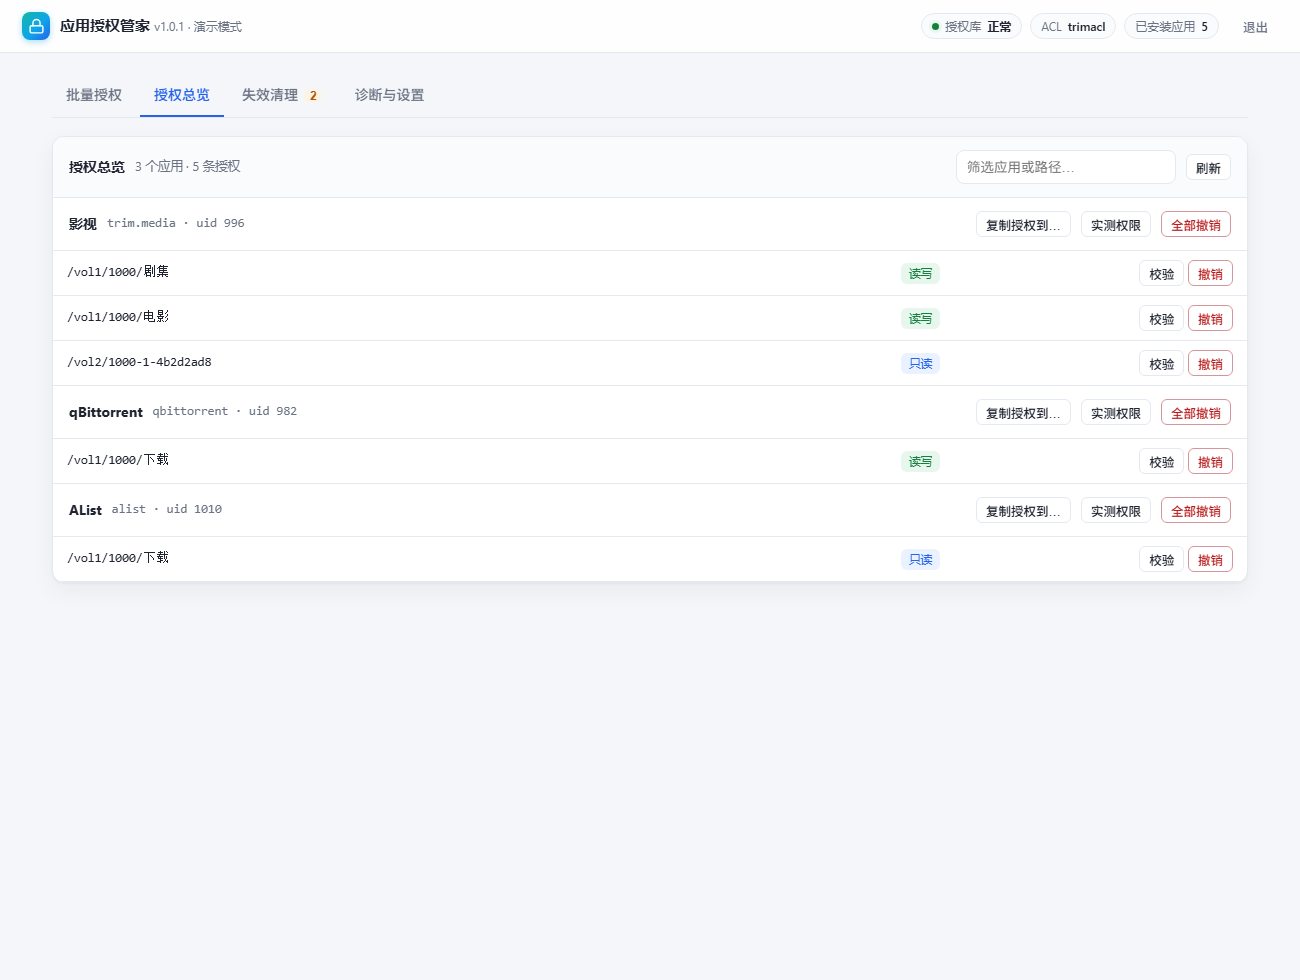 应用授权管家 v1.0.1 · 演示模式
授权库 正常
ACL trimacl
已安装应用 5
退出
批量授权 授权总览 失效清理 2 诊断与设置
授权总览 3 个应用 · 5 条授权
筛选应用或路径...
刷新
影视 trim.media · uid 996
复制授权到... 实测权限 全部撤销
/vol1/1000/剧集 读写 校验 撤销
/vol1/1000/电影 读写 校验 撤销
/vol2/1000-1-4b2d2ad8 只读 校验 撤销
qBittorrent qbittorrent · uid 982
复制授权到... 实测权限 全部撤销
/vol1/1000/下载 读写 校验 撤销
AList alist · uid 1010
复制授权到... 实测权限 全部撤销
/vol1/1000/下载 只读 校验 撤销